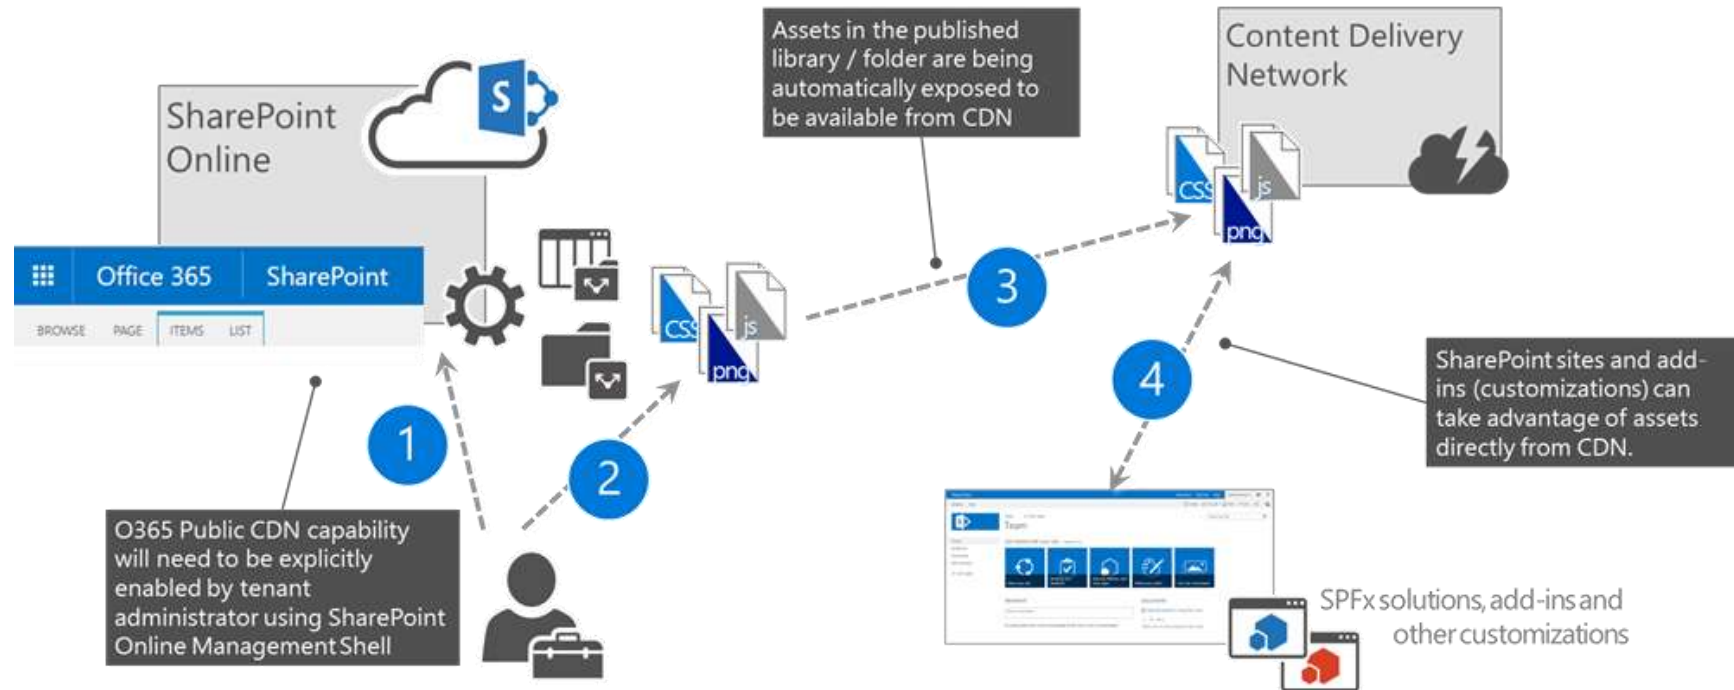 Assets in the published
library / folder are being
automatically exposed to
be available from CDN
Content Delivery
Network
SharePoint
Online
S
CSS
js
png
Office 365
SharePoint
BROWSE
PAGE
ITEMS
LIST
CSS
js
png
3
4
1
2
SharePoint sites and add-
ins (customizations) can
take advantage of assets
directly from CDN.
O365 Public CDN capability
will need to be explicitly
enabled by tenant
administrator using SharePoint
Online Management Shell
Team
SPFx solutions, add-ins and
other customizations